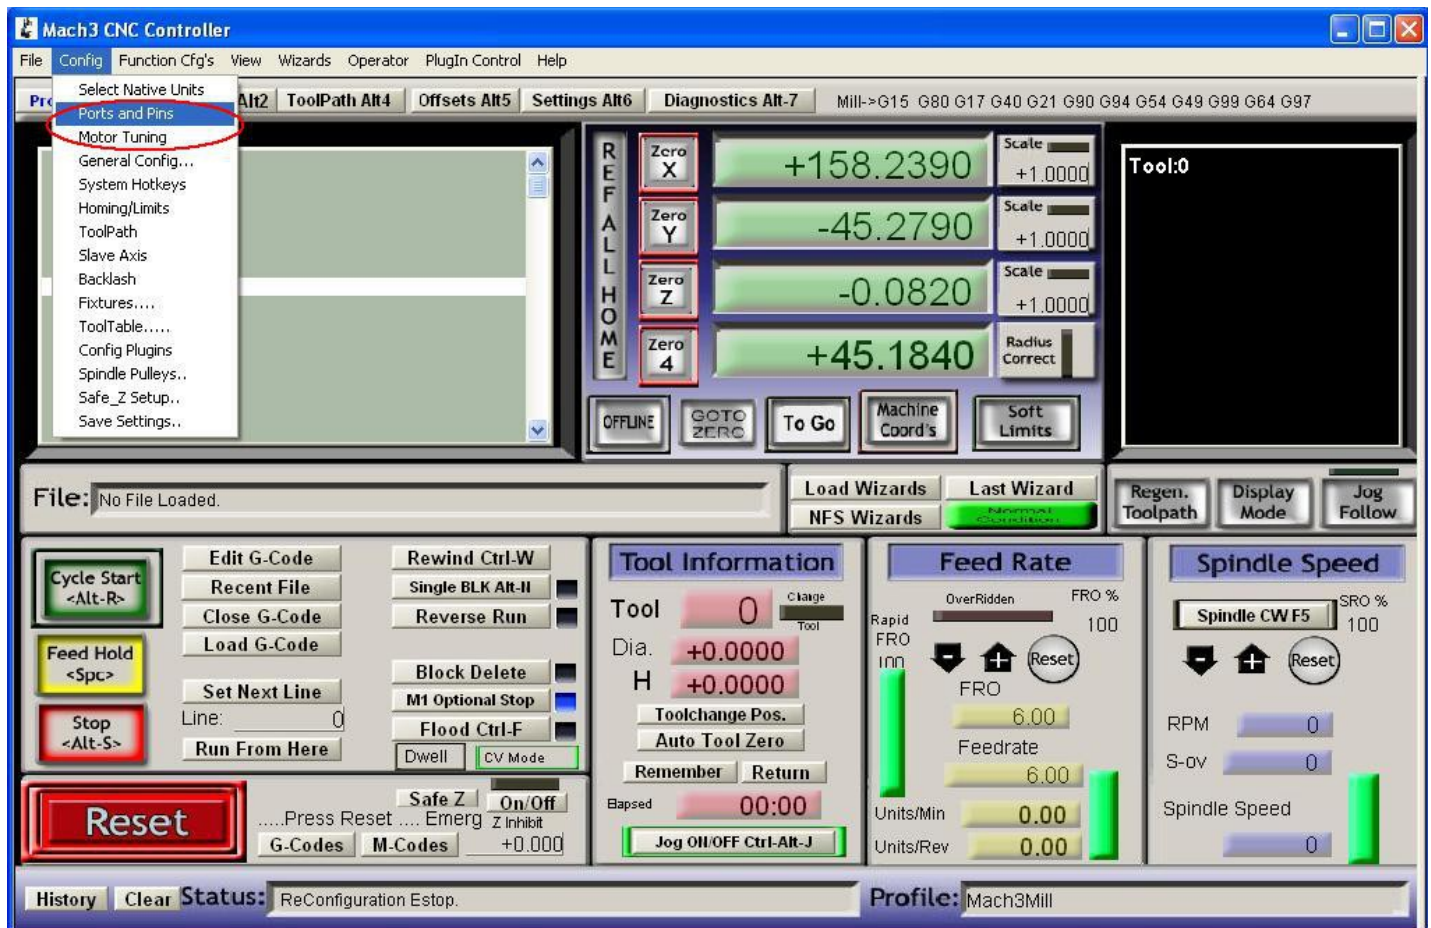 Mach3 CNC Controller
File Config Function Cfg's View Wizards Operator PlugIn Control Help
Select Native Units
Ports and Pins
Motor Tuning
General Config...
System Hotkeys
Homing/Limits
ToolPath
Slave Axis
Backlash
Fixtures....
ToolTable.....
Config Plugins
Spindle Pulleys..
Safe_Z Setup..
Save Settings..
Alt2 ToolPath Alt4 Offsets Alt5 Settings Alt6 Diagnostics Alt-7 Mill->G15 G80 G17 G40 G21 G90 G94 G54 G49 G99 G64 G97
REF ALL HOME
Zero X +158.2390 Scale +1.0000
Zero Y -45.2790 Scale +1.0000
Zero Z -0.0820 Scale +1.0000
Zero 4 +45.1840 Radius Correct
OFFLINE GOTO ZERO To Go Machine Coord's Soft Limits
Tool:0
File: No File Loaded.
Load Wizards Last Wizard
NFS Wizards Normal Condition
Regen. Toolpath Display Mode Jog Follow
Cycle Start <Alt-R>
Feed Hold <Spc>
Stop <Alt-S>
Edit G-Code
Recent File
Close G-Code
Load G-Code
Set Next Line
Line: 0
Run From Here
Rewind Ctrl-W
Single BLK Alt-N
Reverse Run
Block Delete
M1 Optional Stop
Flood Ctrl-F
Dwell CV Mode
Reset
Safe Z On/Off
.....Press Reset .... Emerg Z Inhibit
G-Codes M-Codes +0.000
Tool Information
Tool 0 Change Tool
Dia. +0.0000
H +0.0000
Toolchange Pos.
Auto Tool Zero
Remember Return
Elapsed 00:00
Jog ON/OFF Ctrl-Alt-J
Feed Rate
OverRidden FRO %
100
Rapid
FRO
100
Reset
FRO
6.00
Feedrate
6.00
Units/Min 0.00
Units/Rev 0.00
Spindle Speed
Spindle CW F5 SRO %
100
Reset
RPM 0
S-ov 0
Spindle Speed
0
History Clear Status: ReConfiguration Estop. Profile: Mach3Mill